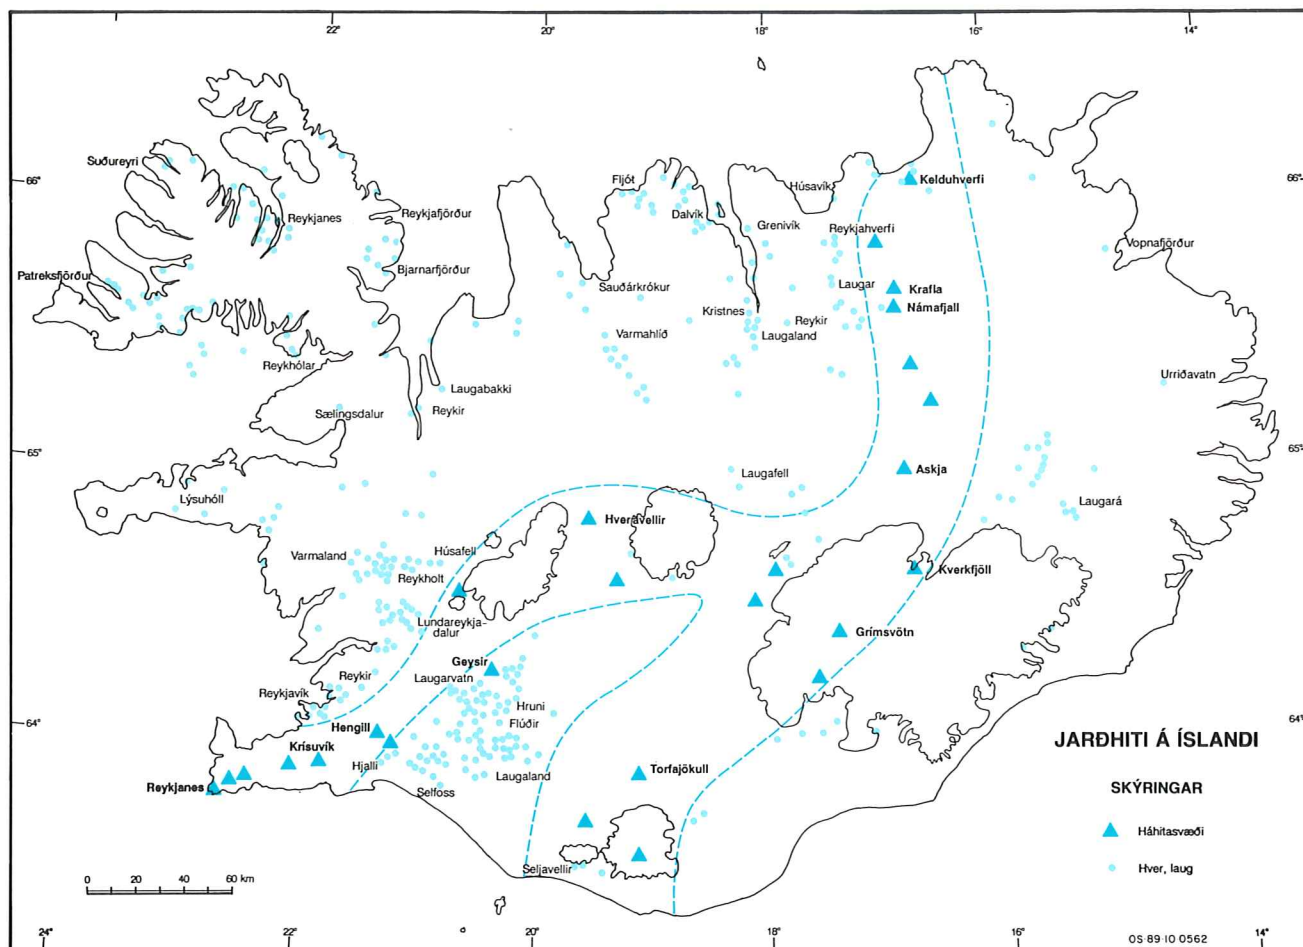 22°
20°
18°
16°
14°
Suðureyri
66°
Fljót
Húsavík
Kelduhverfi
66°
Reykjanes
Reykjafjörður
Dalvík
Grenivík
Reykjahverfi
Vopnafjörður
Patreksfjörður
Bjarnarfjörður
Sauðárkrókur
Laugar
Krafla
Kristnes
Námafjall
Reykir
Varmahlíð
Laugaland
Reykhólar
Urriðavatn
Laugabakki
Sælingsdalur
Reykir
65°
65°
Laugafell
Askja
Lýsuhóll
Laugará
Hveravellir
Varmaland
Húsafell
Reykholt
Kverkfjöll
Lundareykja-
dalur
Grímsvötn
Geysir
Reykir
Laugarvatn
Reykjavík
Hruni
64°
Hengill
Flúðir
64°
Krísuvík
JARÐHITI Á ÍSLANDI
Hjalli
Laugaland
Torfajökull
Reykjanes
Selfoss
SKÝRINGAR
Háhitasvæði
Seljavellir
Hver, laug
0 20 40 60 km
24°
22°
20°
18°
16°
14°
OS·89·10 0562